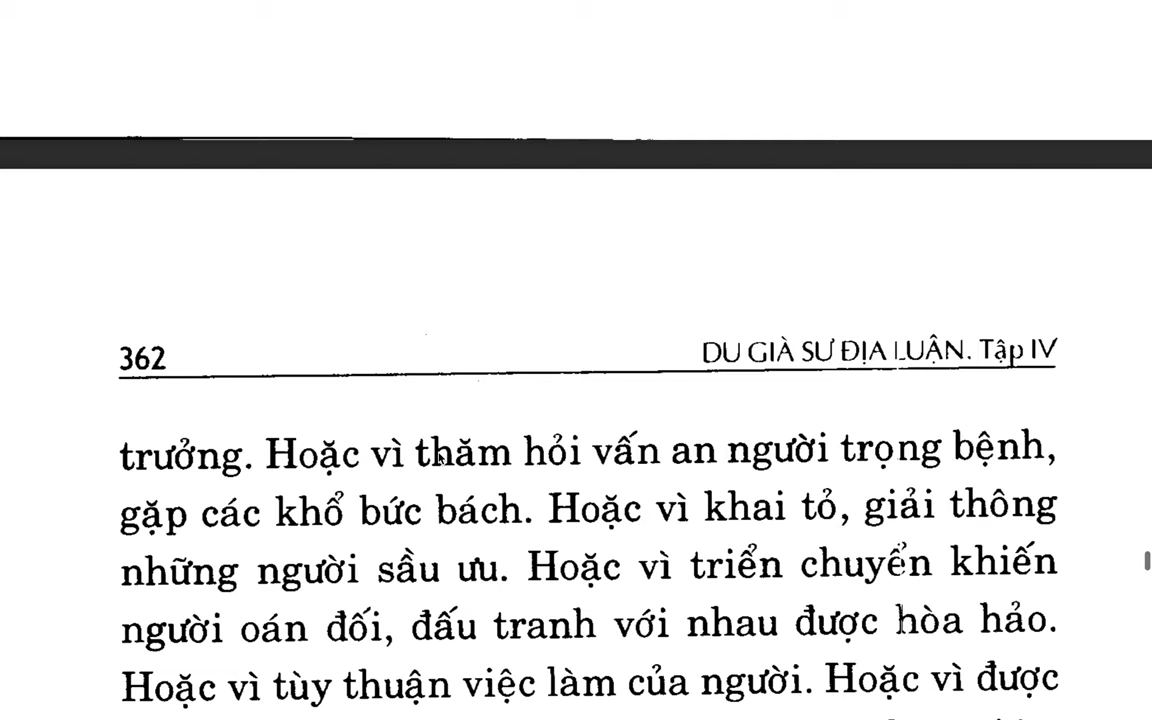 362
DU GIÀ SƯ ĐỊA LUẬN. Tập IV
trưởng. Hoặc vì thăm hỏi vấn an người trọng bệnh,
gặp các khổ bức bách. Hoặc vì khai tỏ, giải thông
những người sầu ưu. Hoặc vì triển chuyển khiến
người oán đối, đấu tranh với nhau được hòa hảo.
Hoặc vì tùy thuận việc làm của người. Hoặc vì được